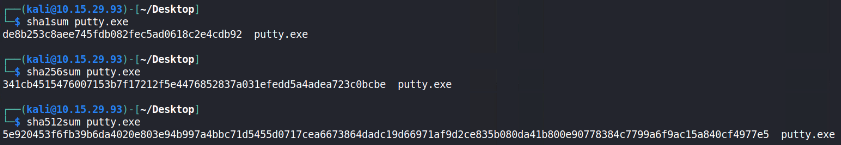 ┌──(kali@10.15.29.93)-[~/Desktop]
└─$ sha1sum putty.exe
de8b253c8aee745fdb082fec5ad0618c2e4cdb92  putty.exe
┌──(kali@10.15.29.93)-[~/Desktop]
└─$ sha256sum putty.exe
341cb4515476007153b7f17212f5e4476852837a031efedd5a4adea723c0bcbe  putty.exe
┌──(kali@10.15.29.93)-[~/Desktop]
└─$ sha512sum putty.exe
5e920453f6fb39b6da4020e803e94b997a4bbc71d5455d0717cea6673864dadc19d66971af9d2ce835b080da41b800e90778384c7799a6f9ac15a840cf4977e5  putty.exe